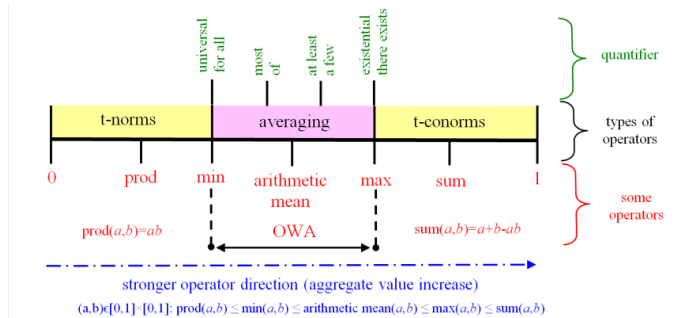 universal
for all
most
of
at least
a few
existential
there exists
quantifier
t-norms
averaging
t-conorms
types of
operators
0
prod
min
arithmetic
mean
max
sum
1
some
operators
prod(a,b)=ab
OWA
sum(a,b)=a+b-ab
stronger operator direction (aggregate value increase)
(a,b)ϵ[0,1]×[0,1]: prod(a,b) ≤ min(a,b) ≤ arithmetic mean(a,b) ≤ max(a,b) ≤ sum(a,b)